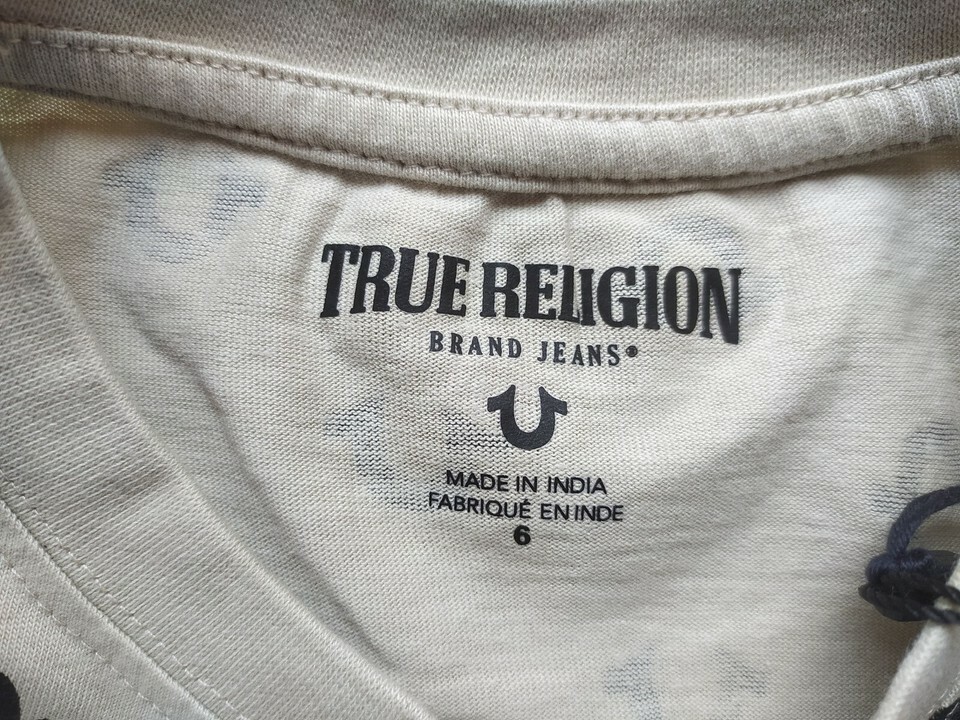 TRUE RELIGION
BRAND JEANS®
MADE IN INDIA
FABRIQUÉ EN INDE
6